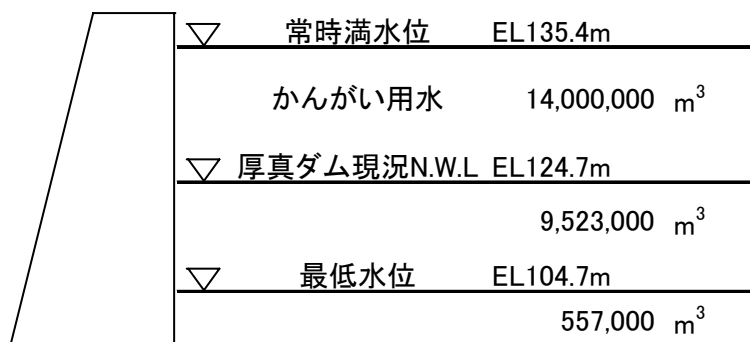 常時満水位 EL135.4m
かんがい用水 14,000,000 m³
厚真ダム現況N.W.L EL124.7m
9,523,000 m³
最低水位 EL104.7m
557,000 m³